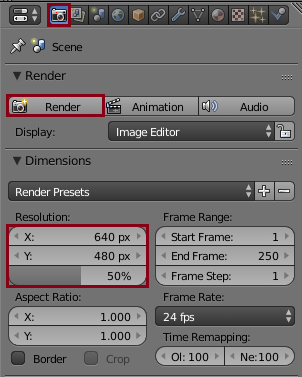 Scene
Render
Render Animation Audio
Display: Image Editor
Dimensions
Render Presets
Resolution: Frame Range:
X: 640 px Start Frame: 1
Y: 480 px End Frame: 250
50% Frame Step: 1
Aspect Ratio: Frame Rate:
X: 1.000 24 fps
Y: 1.000 Time Remapping:
Border Crop Ol: 100 Ne:100